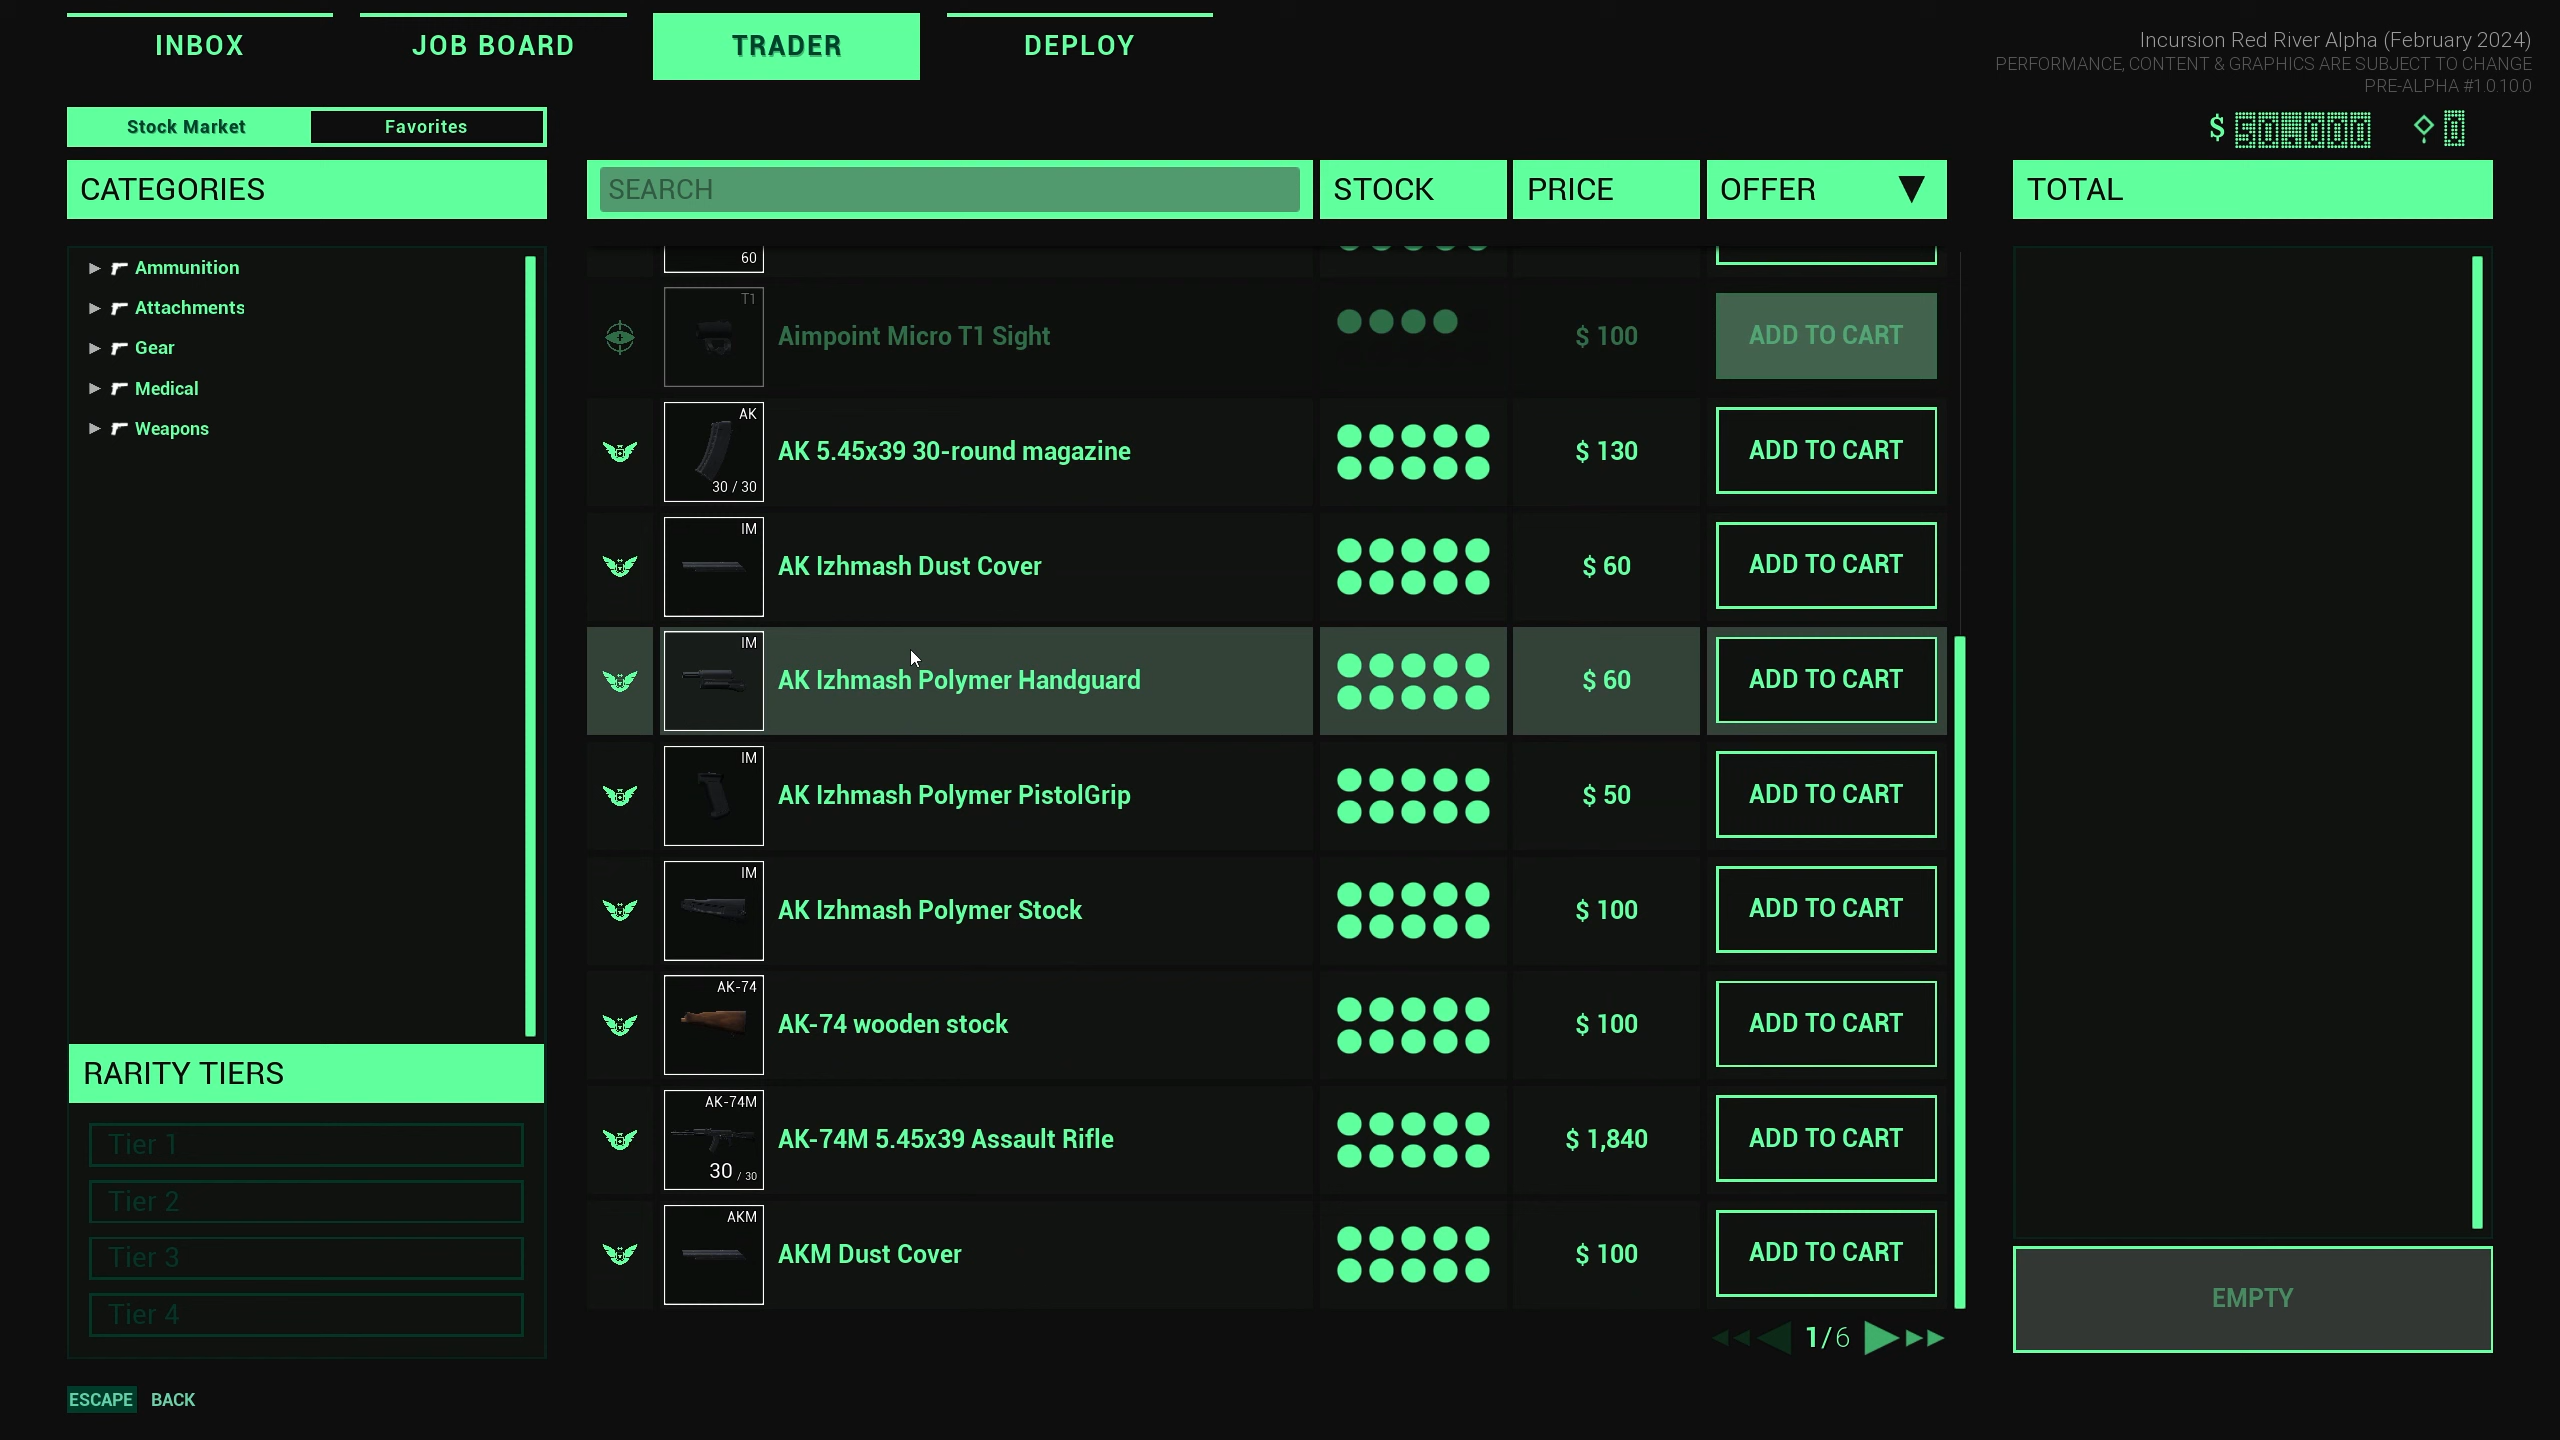 INBOX
JOB BOARD
TRADER
DEPLOY
Incursion Red River Alpha (February 2024)
PERFORMANCE, CONTENT & GRAPHICS ARE SUBJECT TO CHANGE
PRE-ALPHA #1.0.10.0
Stock Market
Favorites
$
0
CATEGORIES
SEARCH
STOCK
PRICE
OFFER
TOTAL
Ammunition
Attachments
Gear
Medical
Weapons
60
T1
Aimpoint Micro T1 Sight
$ 100
ADD TO CART
AK
30 / 30
AK 5.45x39 30-round magazine
$ 130
ADD TO CART
IM
AK Izhmash Dust Cover
$ 60
ADD TO CART
IM
AK Izhmash Polymer Handguard
$ 60
ADD TO CART
IM
AK Izhmash Polymer PistolGrip
$ 50
ADD TO CART
IM
AK Izhmash Polymer Stock
$ 100
ADD TO CART
AK-74
AK-74 wooden stock
$ 100
ADD TO CART
AK-74M
30 / 30
AK-74M 5.45x39 Assault Rifle
$ 1,840
ADD TO CART
AKM
AKM Dust Cover
$ 100
ADD TO CART
RARITY TIERS
Tier 1
Tier 2
Tier 3
Tier 4
1/6
EMPTY
ESCAPE BACK